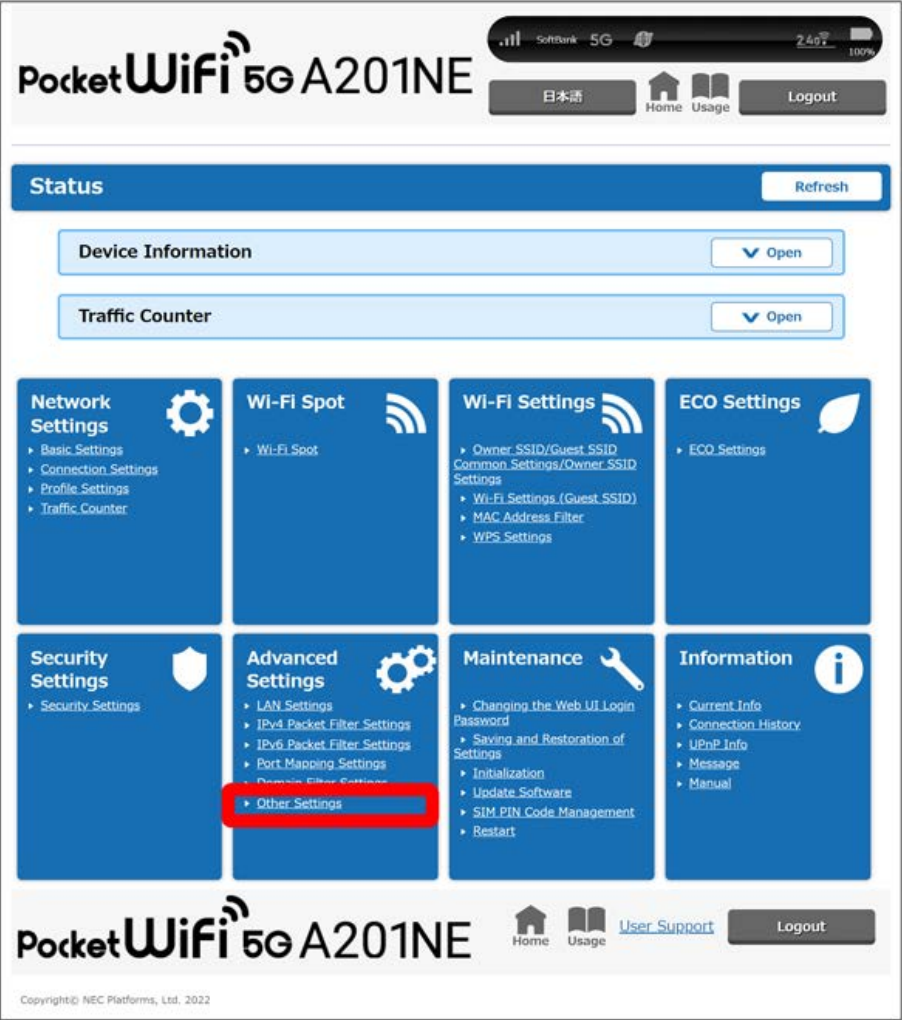 Pocket WiFi 5G A201NE
SoftBank 5G 2.4G 100%
日本語 Home Usage Logout
Status
Refresh
Device Information
Open
Traffic Counter
Open
Network
Settings
Basic Settings
Connection Settings
Profile Settings
Traffic Counter
Wi-Fi Spot
Wi-Fi Spot
Wi-Fi Settings
Owner SSID/Guest SSID
Common Settings/Owner SSID
Settings
Wi-Fi Settings (Guest SSID)
MAC Address Filter
WPS Settings
ECO Settings
ECO Settings
Security
Settings
Security Settings
Advanced
Settings
LAN Settings
IPv4 Packet Filter Settings
IPv6 Packet Filter Settings
Port Mapping Settings
Domain Filter Settings
Other Settings
Maintenance
Changing the Web UI Login
Password
Saving and Restoration of
Settings
Initialization
Update Software
SIM PIN Code Management
Restart
Information
Current Info
Connection History
UPnP Info
Message
Manual
Pocket WiFi 5G A201NE
Home Usage User Support Logout
Copyright© NEC Platforms, Ltd. 2022